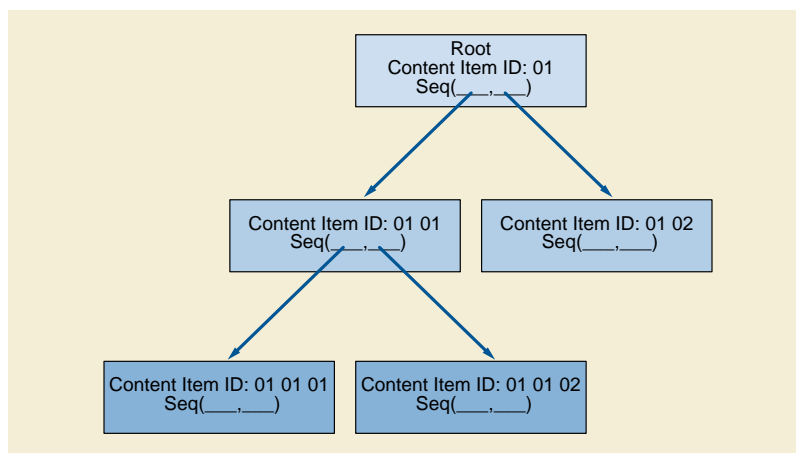 Root
Content Item ID: 01
Seq(___,___)
Content Item ID: 01 01
Seq(___,___)
Content Item ID: 01 02
Seq(___,___)
Content Item ID: 01 01 01
Seq(___,___)
Content Item ID: 01 01 02
Seq(___,___)